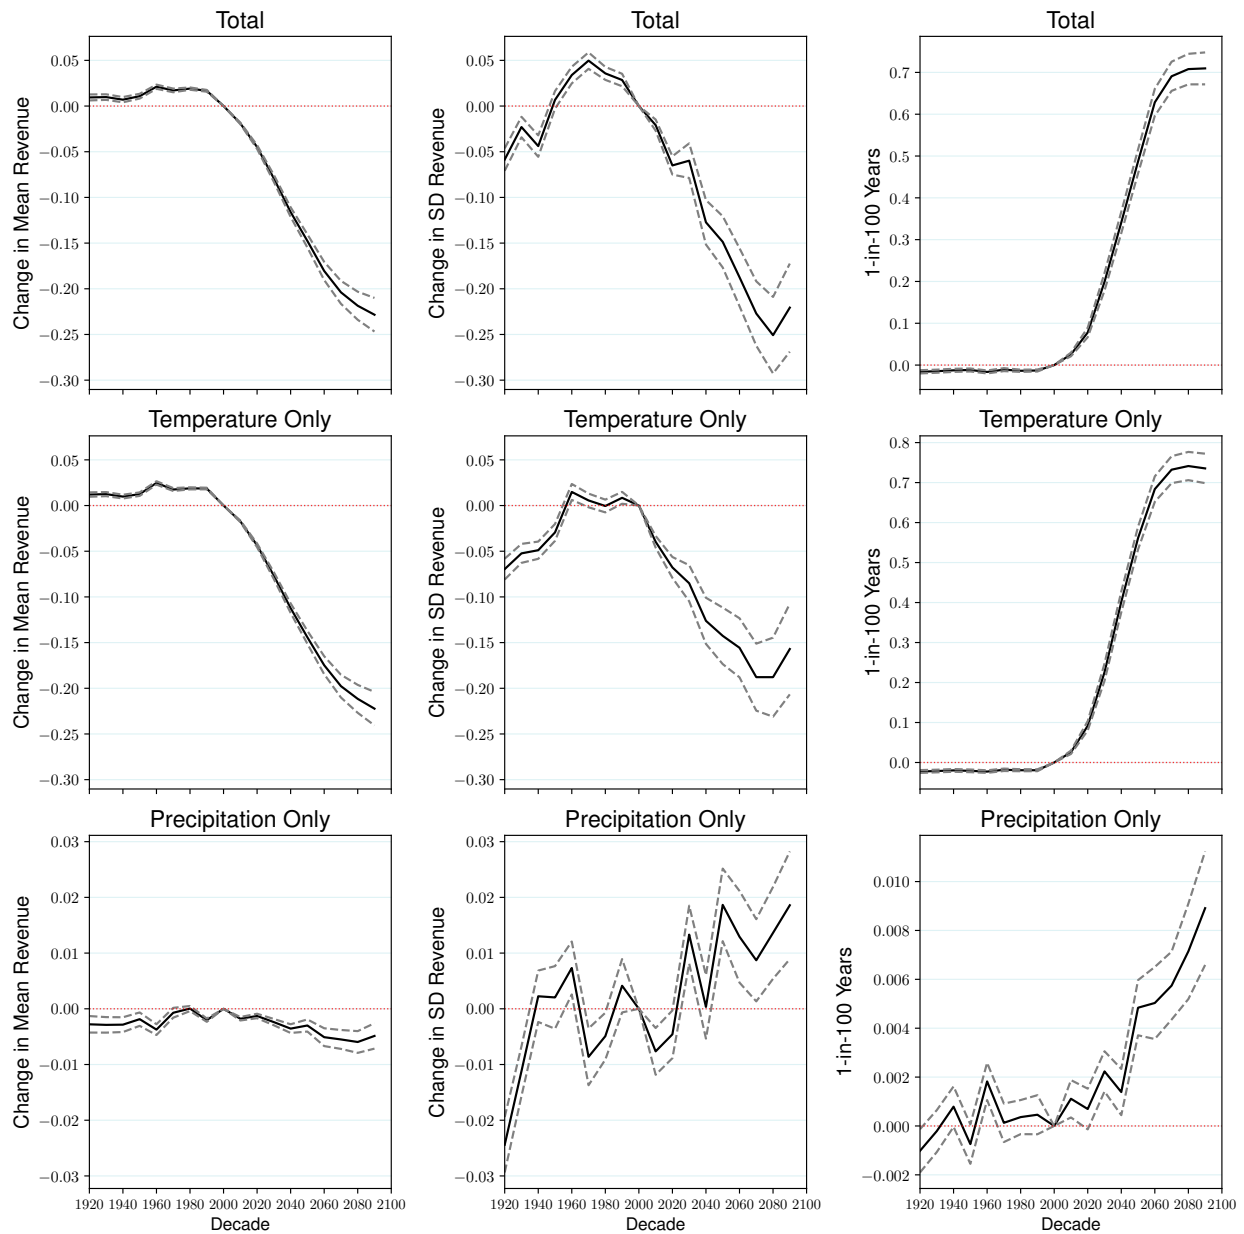 Total
Total
Total
Change in Mean Revenue
0.05
0.00
−0.05
−0.10
−0.15
−0.20
−0.25
−0.30
Change in SD Revenue
0.05
0.00
−0.05
−0.10
−0.15
−0.20
−0.25
−0.30
1-in-100 Years
0.7
0.6
0.5
0.4
0.3
0.2
0.1
0.0
Temperature Only
Temperature Only
Temperature Only
Change in Mean Revenue
0.05
0.00
−0.05
−0.10
−0.15
−0.20
−0.25
−0.30
Change in SD Revenue
0.05
0.00
−0.05
−0.10
−0.15
−0.20
−0.25
−0.30
1-in-100 Years
0.8
0.7
0.6
0.5
0.4
0.3
0.2
0.1
0.0
Precipitation Only
Precipitation Only
Precipitation Only
Change in Mean Revenue
0.03
0.02
0.01
0.00
−0.01
−0.02
−0.03
1920 1940 1960 1980 2000 2020 2040 2060 2080 2100
Decade
Change in SD Revenue
0.03
0.02
0.01
0.00
−0.01
−0.02
−0.03
1920 1940 1960 1980 2000 2020 2040 2060 2080 2100
Decade
1-in-100 Years
0.010
0.008
0.006
0.004
0.002
0.000
−0.002
1920 1940 1960 1980 2000 2020 2040 2060 2080 2100
Decade